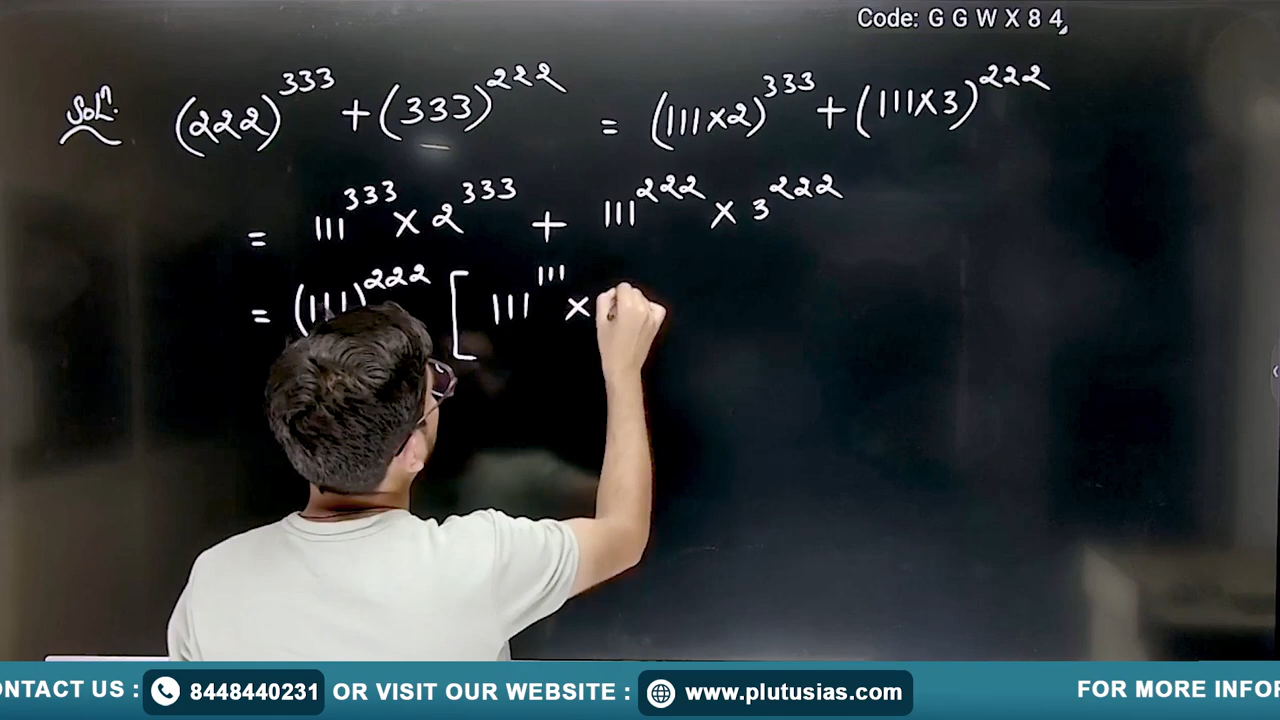 Code: G G W X 8 4
Solⁿ. (222)^333 + (333)^222 = (111×2)^333 + (111×3)^222
= 111^333 × 2^333 + 111^222 × 3^222
= (111)^222 [ 111^111 ×
ONTACT US : 8448440231 OR VISIT OUR WEBSITE : www.plutusias.com FOR MORE INFOR